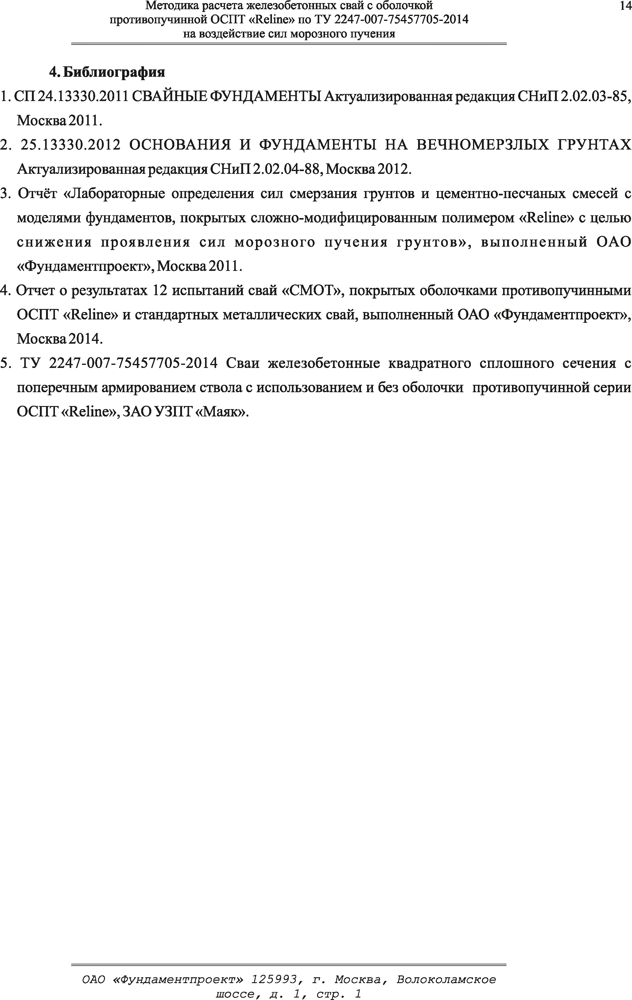 Методика расчета железобетонных свай с оболочкой
14
противопучинной ОСПТ «Reline» по ТУ 2247-007-75457705-2014
на воздействие сил морозного пучения
4. Библиография
1. СП 24.13330.2011 СВАЙНЫЕ ФУНДАМЕНТЫ Актуализированная редакция СНиП 2.02.03-85,
Москва 2011.
2. 25.13330.2012 ОСНОВАНИЯ И ФУНДАМЕНТЫ НА ВЕЧНОМЕРЗЛЫХ ГРУНТАХ
Актуализированная редакция СНиП 2.02.04-88, Москва 2012.
3. Отчёт «Лабораторные определения сил смерзания грунтов и цементно-песчаных смесей с
моделями фундаментов, покрытых сложно-модифицированным полимером «Reline» с целью
снижения проявления сил морозного пучения грунтов», выполненный ОАО
«Фундаментпроект», Москва 2011.
4. Отчет о результатах 12 испытаний свай «СМОТ», покрытых оболочками противопучинными
ОСПТ «Reline» и стандартных металлических свай, выполненный ОАО «Фундаментпроект»,
Москва 2014.
5. ТУ 2247-007-75457705-2014 Сваи железобетонные квадратного сплошного сечения с
поперечным армированием ствола с использованием и без оболочки противопучинной серии
ОСПТ «Reline», ЗАО УЗПТ «Маяк».
ОАО «Фундаментпроект» 125993, г. Москва, Волоколамское
шоссе, д. 1, стр. 1